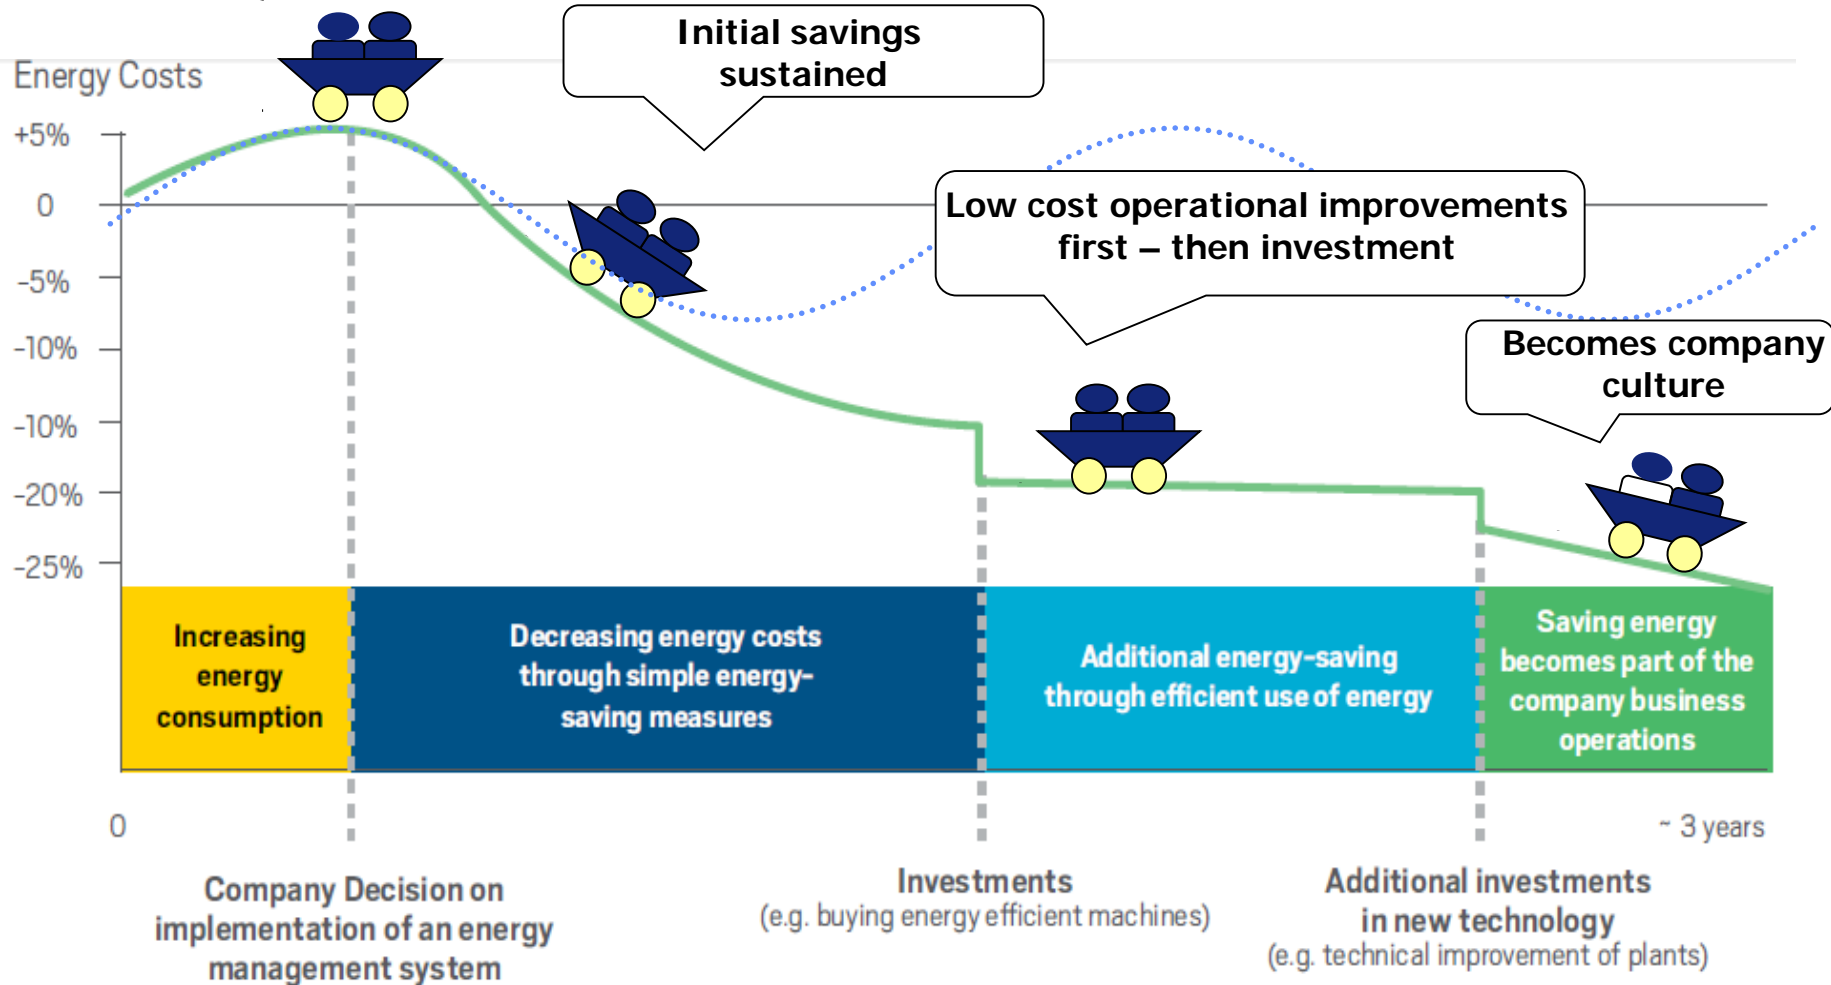 Initial savings
sustained
Energy Costs
+5%
0
-5%
-10%
-10%
-20%
-25%
Low cost operational improvements
first – then investment
Becomes company
culture
Increasing
energy
consumption
Decreasing energy costs
through simple energy-
saving measures
Additional energy-saving
through efficient use of energy
Saving energy
becomes part of the
company business
operations
0
~ 3 years
Company Decision on
implementation of an energy
management system
Investments
(e.g. buying energy efficient machines)
Additional investments
in new technology
(e.g. technical improvement of plants)